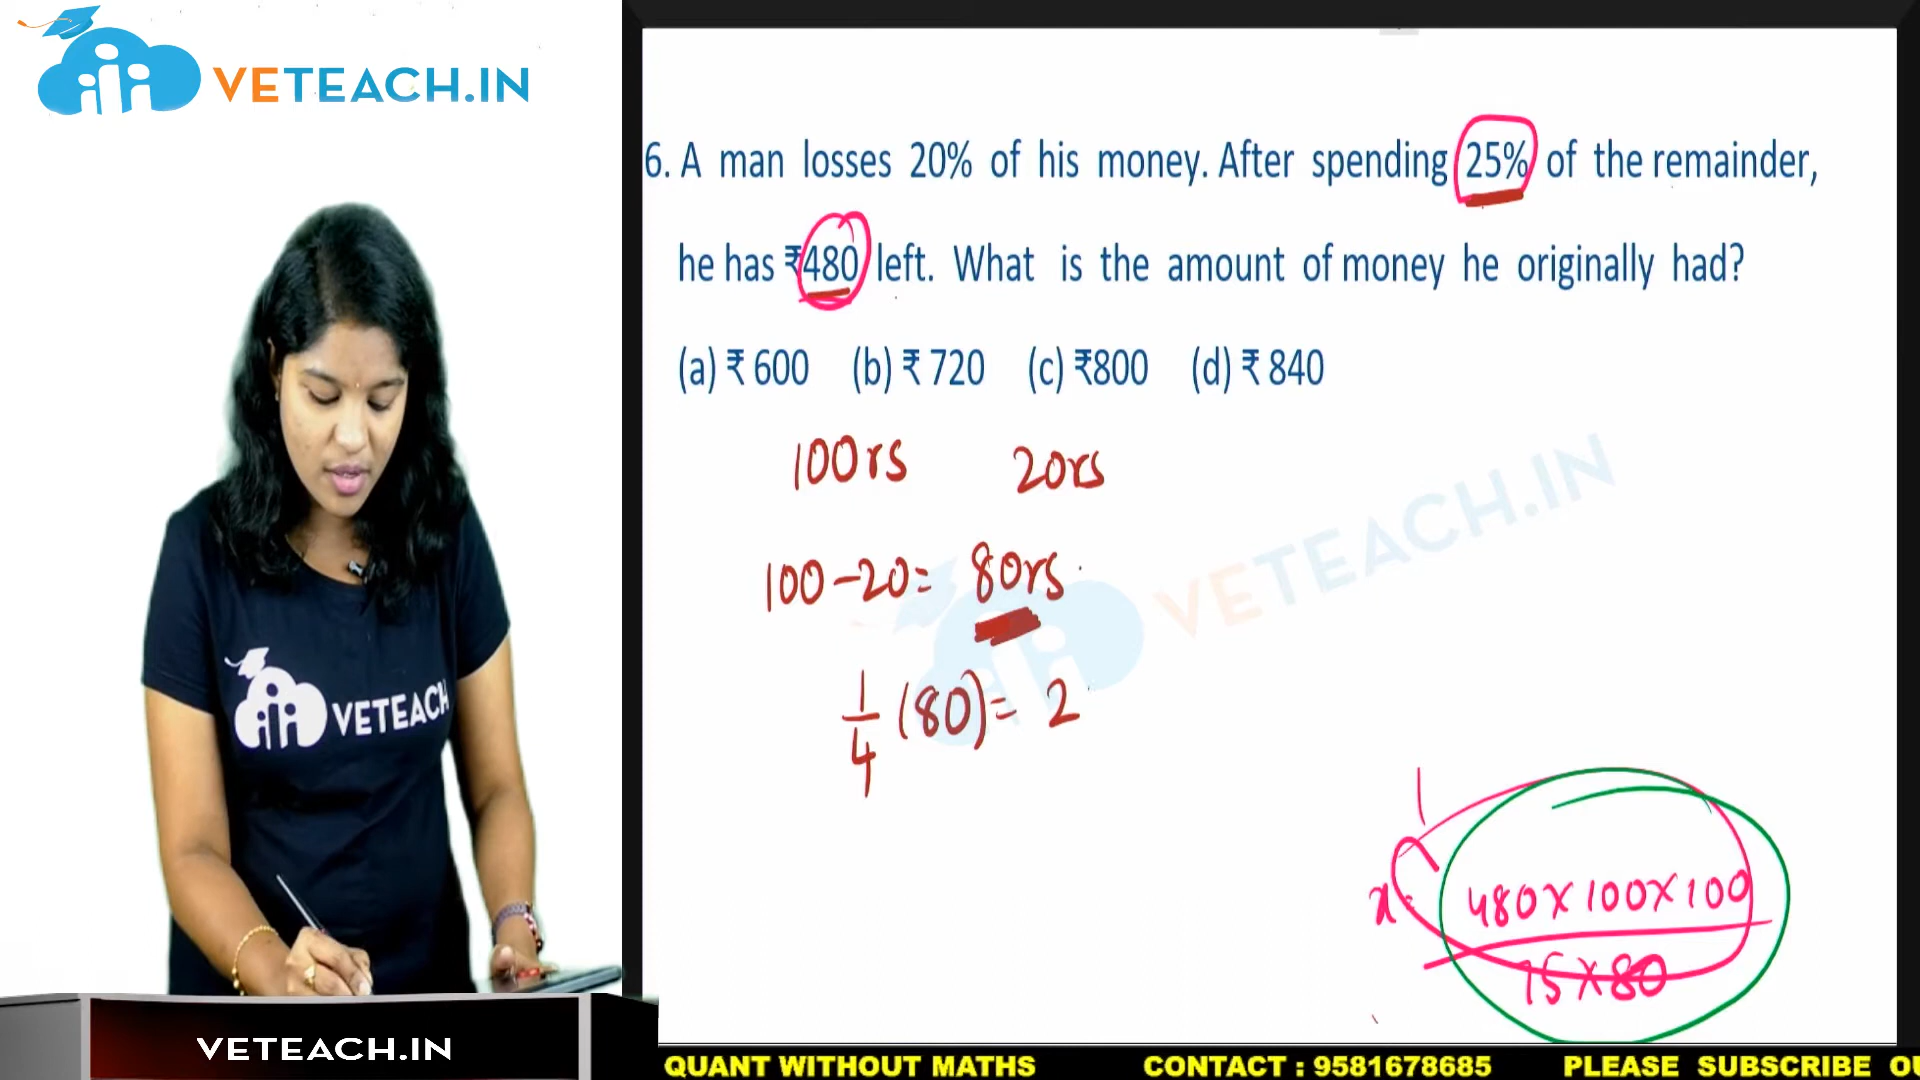 VETEACH.IN
6. A man losses 20% of his money. After spending 25% of the remainder,
he has ₹480 left. What is the amount of money he originally had?
(a) ₹ 600 (b) ₹ 720 (c) ₹800 (d) ₹ 840
100rs 20rs
100-20= 80rs
1/4 (80)= 2
VETEACH.IN
VETEACH
x= 480×100×100
75×80
VETEACH.IN
QUANT WITHOUT MATHS CONTACT : 9581678685 PLEASE SUBSCRIBE OU